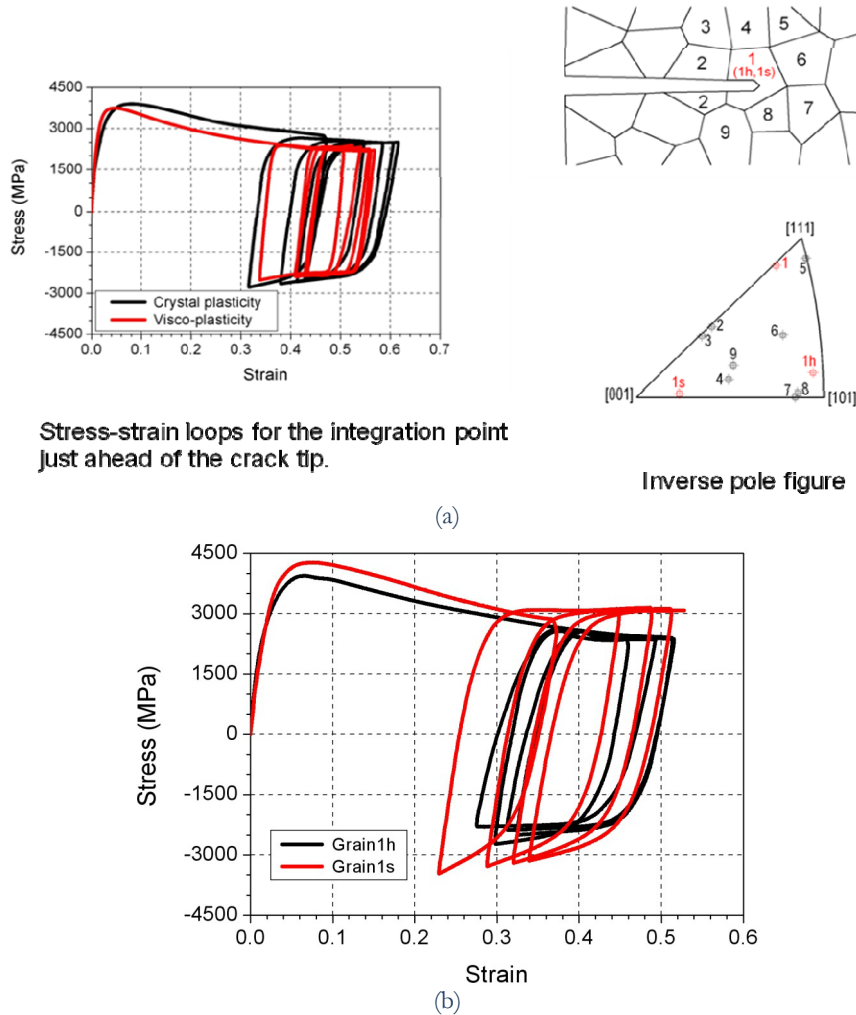 4500
3000
1500
0
-1500
-3000
-4500
Stress (MPa)
Crystal plasticity
Visco-plasticity
0.0 0.1 0.2 0.3 0.4 0.5 0.6 0.7
Strain
3 4 5
2 1 6
(1h,1s)
2 8 7
9
[111]
1
5
2
3
6
9
1h
4
1s
7 8
[001] [101]
Stress-strain loops for the integration point
just ahead of the crack tip.
Inverse pole figure
(a)
4500
3000
1500
0
-1500
-3000
-4500
Stress (MPa)
Grain1h
Grain1s
0.0 0.1 0.2 0.3 0.4 0.5 0.6
Strain
(b)